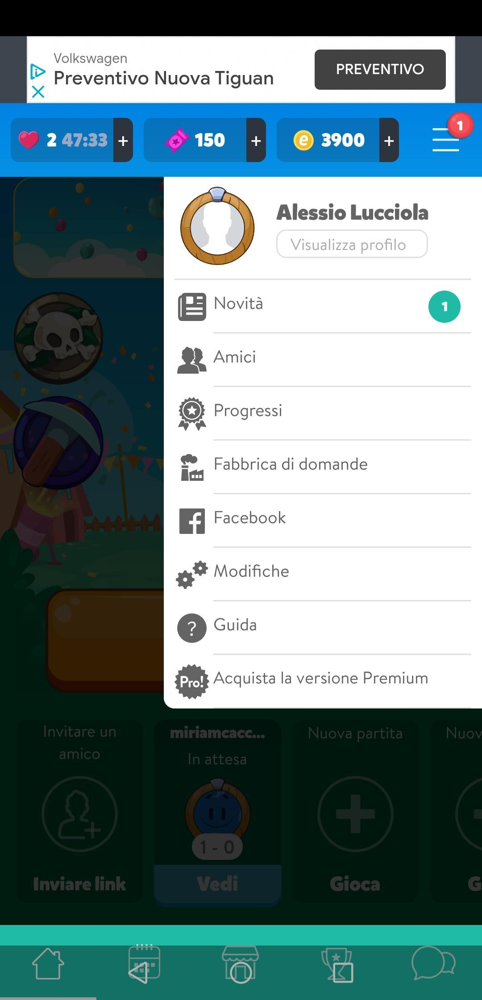 Volkswagen
Preventivo Nuova Tiguan
PREVENTIVO
2 47:33 +
150 +
3900 +
1
Alessio Lucciola
Visualizza profilo
Novità
1
Amici
Progressi
Fabbrica di domande
Facebook
Modifiche
Guida
Pro! Acquista la versione Premium
Invitare un
amico
Inviare link
miriamcacc...
In attesa
1 - 0
Vedi
Nuova partita
Gioca
Nuov
G